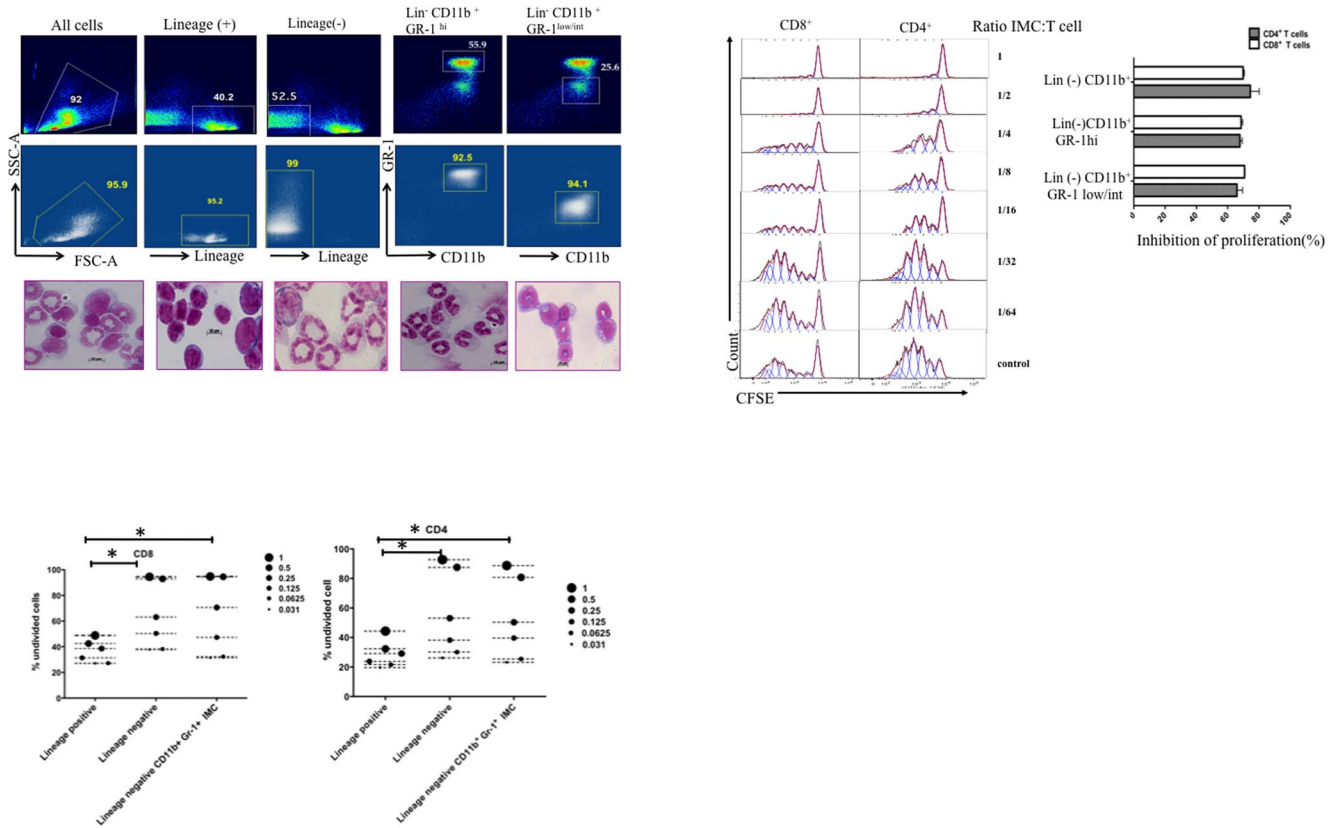 All cells
Lineage (+)
Lineage(-)
Lin- CD11b +
GR-1 hi
Lin- CD11b +
GR-1low/int
92
40.2
52.5
55.9
25.6
95.9
95.2
99
92.5
94.1
SSC-A
GR-1
FSC-A
Lineage
Lineage
CD11b
CD11b
CD8+
CD4+
Ratio IMC:T cell
1
1/2
1/4
1/8
1/16
1/32
1/64
control
Count
CFSE
CD4+ T cells
CD8+ T cells
Lin (-) CD11b+
Lin(-)CD11b+
GR-1hi
Lin (-) CD11b+
GR-1 low/int
0 20 40 60 80 100
Inhibition of proliferation(%)
*
* CD8
100
80
60
40
20
0
% undivided cells
1
0.5
0.25
0.125
0.0625
0.031
Lineage positive
Lineage negative
Lineage negative CD11b+ Gr-1+ IMC
* CD4
*
100
80
60
40
20
0
% undivided cell
1
0.5
0.25
0.125
0.0625
0.031
Lineage positive
Lineage negative
Lineage negative CD11b+ Gr-1+ IMC